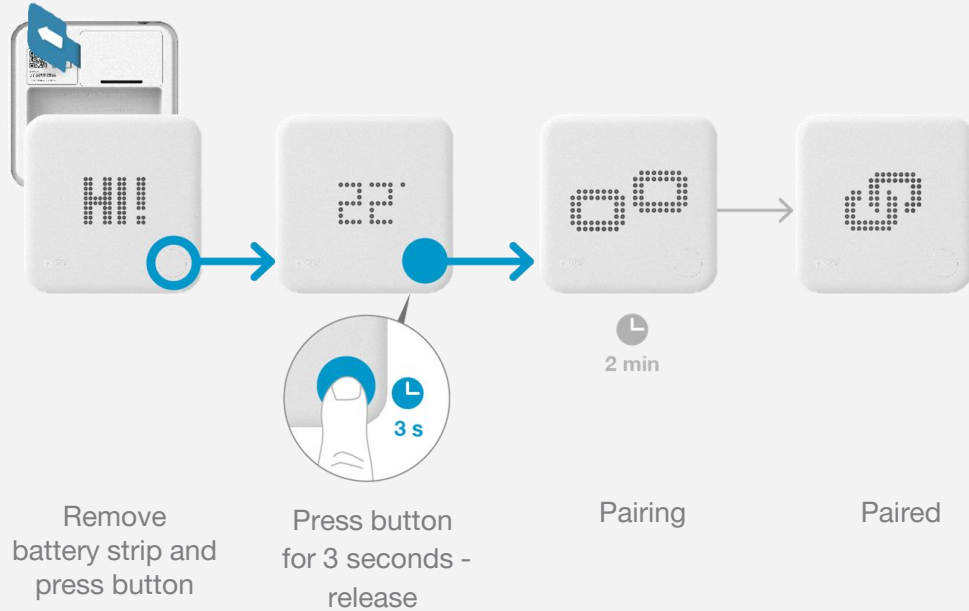 HI!
22°
3 s
2 min
Remove
battery strip and
press button
Press button
for 3 seconds -
release
Pairing
Paired